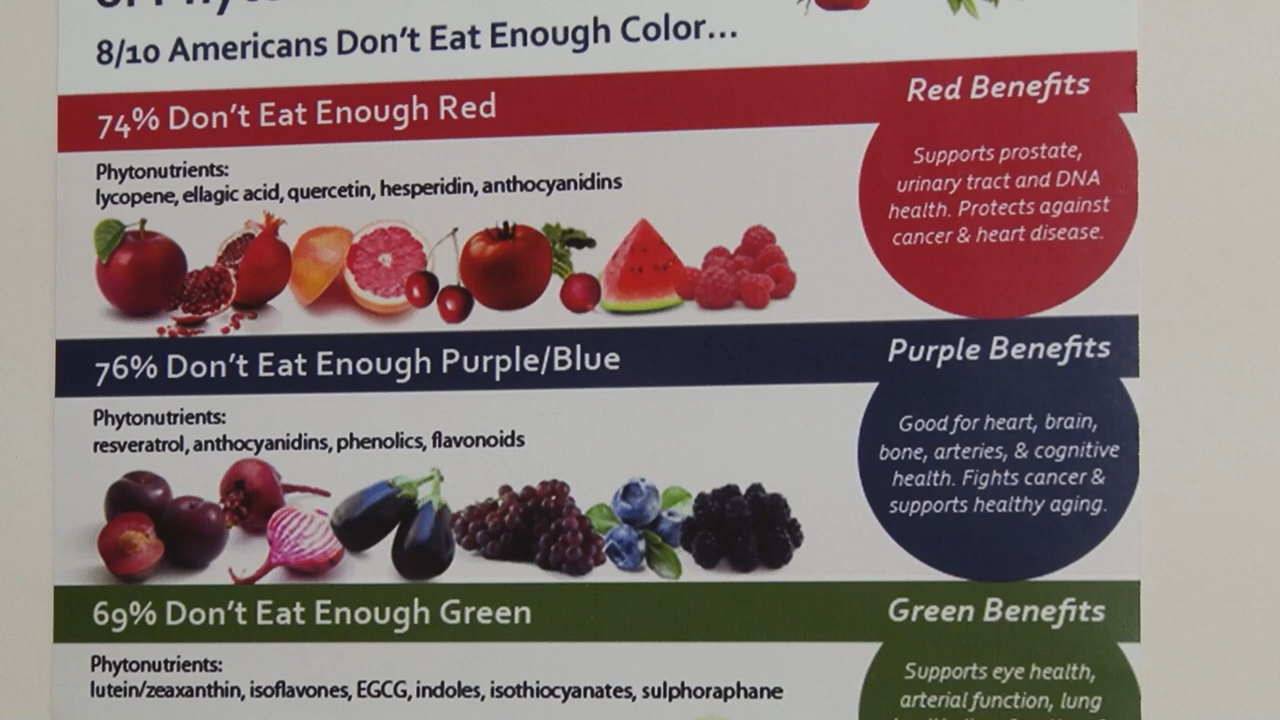 8/10 Americans Don't Eat Enough Color...
74% Don't Eat Enough Red
Red Benefits
Phytonutrients:
lycopene, ellagic acid, quercetin, hesperidin, anthocyanidins
Supports prostate,
urinary tract and DNA
health. Protects against
cancer & heart disease.
76% Don't Eat Enough Purple/Blue
Purple Benefits
Phytonutrients:
resveratrol, anthocyanidins, phenolics, flavonoids
Good for heart, brain,
bone, arteries, & cognitive
health. Fights cancer &
supports healthy aging.
69% Don't Eat Enough Green
Green Benefits
Phytonutrients:
lutein/zeaxanthin, isoflavones, EGCG, indoles, isothiocyanates, sulphoraphane
Supports eye health,
arterial function, lung